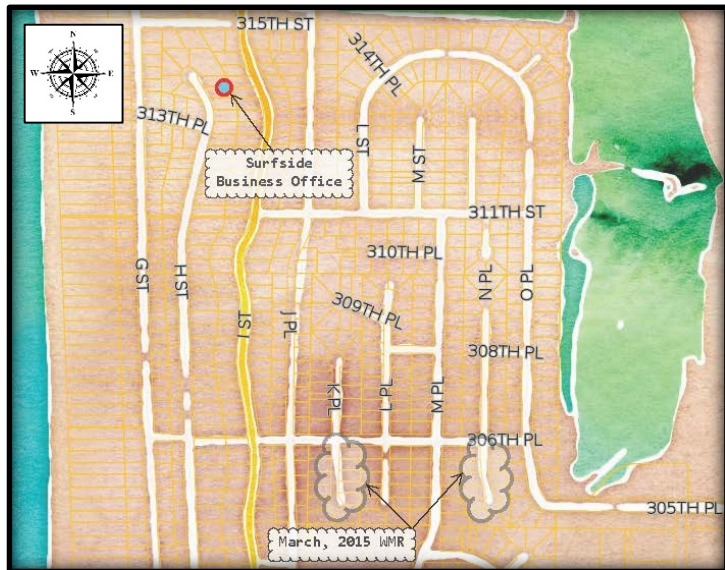 N
W
E
S
315TH ST
314TH PL
313TH PL
Surfside
Business Office
L ST
M ST
311TH ST
310TH PL
G ST
H ST
I ST
J PL
N PL
O PL
309TH PL
308TH PL
K PL
L PL
M PL
306TH PL
305TH PL
March, 2015 WMR